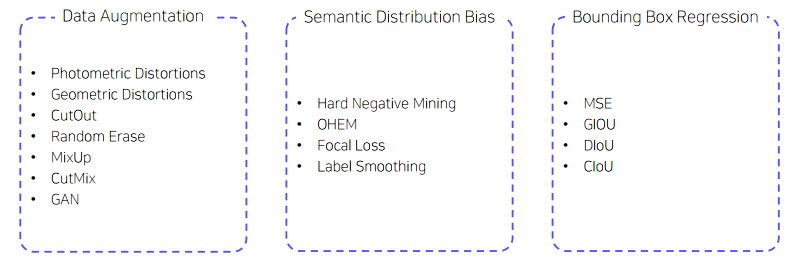 Data Augmentation
• Photometric Distortions
• Geometric Distortions
• CutOut
• Random Erase
• MixUp
• CutMix
• GAN
Semantic Distribution Bias
• Hard Negative Mining
• OHEM
• Focal Loss
• Label Smoothing
Bounding Box Regression
• MSE
• GIOU
• DIoU
• CIoU